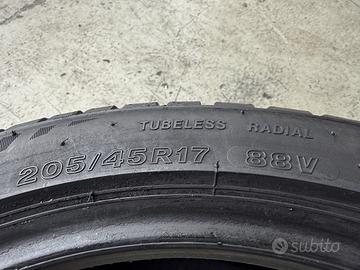 TUBELESS RADIAL
205/45R17 88V
subito